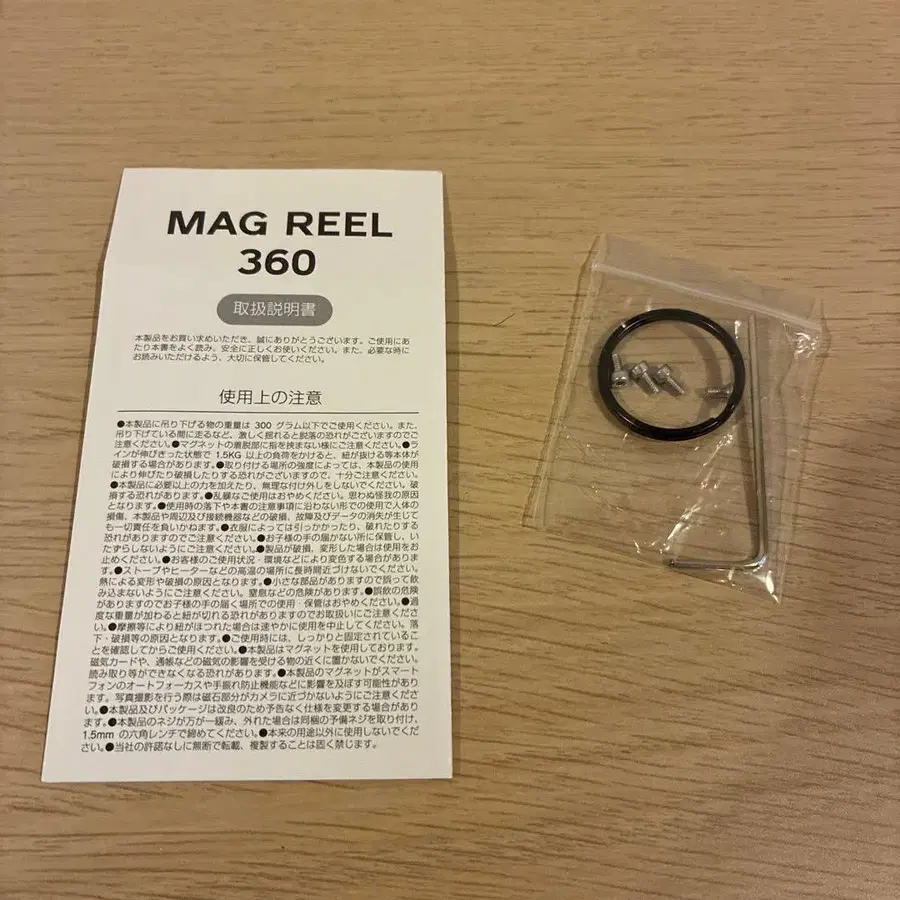 MAG REEL
360
取扱説明書
本製品をお買い求めいただき、誠にありがとうございます。ご使用にあ
たり本書をよく読み、安全に正しくお使いください。また、必要な時に
お読みいただけるよう、大切に保管してください。
使用上の注意
●本製品に吊り下げる物の重量は 300 グラム以下でご使用ください。また、
吊り下げている間に走るなど、激しく揺れると脱落の恐れがございますのでご
注意ください。●マグネットの着脱部に指を挟まない様にご注意ください。●ラ
インが伸びきった状態で 1.5KG 以上の負荷をかけると、紐が抜ける等本体が
破損する場合があります。●取り付ける場所の強度によっては、本製品の使用
により伸びたり破損したりする恐れがございますので、十分ご注意ください。
●本製品に必要以上の力を加えたり、無理な付け外しをしないでください。破
損する恐れがあります。●乱暴なご使用はおやめください。思わぬ怪我の原因
となります。●使用時の落下や本書の注意事項に沿わない形での使用で人体の
損傷、本製品や周辺及び接続機器などの破損、故障及びデータの消失が生じて
も一切責任を負いかねます。●衣服によっては引っかかったり、破れたりする
恐れがありますのでご注意ください。●お子様の手の届かない所に保管し、い
たずらしないようにご注意ください。●製品が破損、変形した場合は使用をお
止めください。●お客様のご使用状況・環境などにより変色する場合がありま
す。●ストーブやヒーターなどの高温の場所に長時間近づけないでください。
熱による変形や破損の原因となります。●小さな部品がありますので誤って飲
み込まないようにご注意ください。窒息などの危険があります。●誤飲の危険
がありますのでお子様の手の届く場所での使用・保管はおやめください。●過
度な重量が加わると紐が切れる恐れがありますのでお取扱いにご注意くださ
い。●摩擦等により紐がほつれた場合は速やかに使用を中止してください。落
下・破損等の原因となります。●ご使用時には、しっかりと固定されていること
を確認してからご使用ください。●本製品はマグネットを使用しております。
磁気カードや、通帳などの磁気の影響を受ける物の近くに置かないでください。
読み取り等ができなくなる恐れがあります。●本製品のマグネットがスマート
フォンのオートフォーカスや手振れ防止機能などに影響を及ぼす可能性があり
ます。写真撮影を行う際は磁石部分がカメラに近づかないようにご注意くださ
い。●本製品及びパッケージは改良のため予告なく仕様を変更する場合があり
ます。●本製品のネジが万が一緩み、外れた場合は同梱の予備ネジを取り付け、
1.5mm の六角レンチで締めてください。●本来の用途以外に使用しないでくだ
さい。●当社の許諾なしに無断で転載、複製することは固く禁じます。